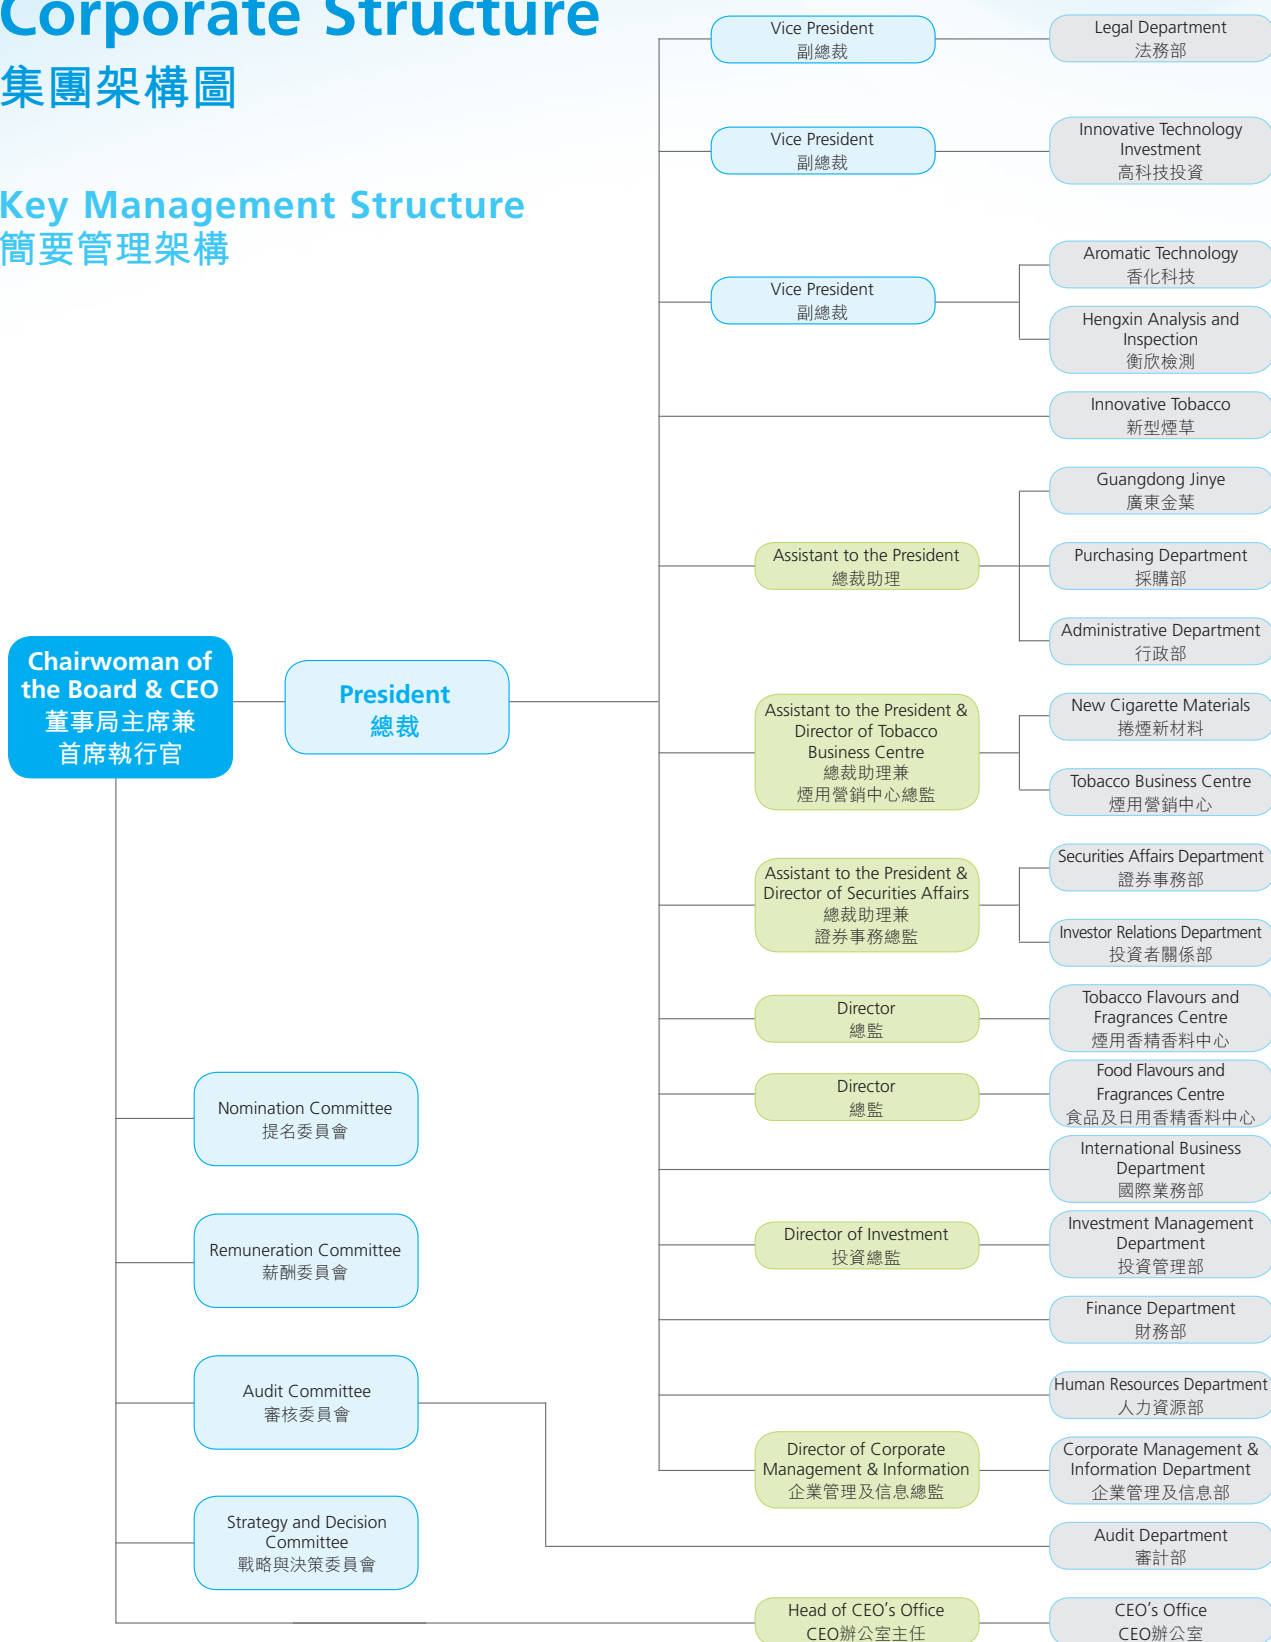 Corporate Structure
集團架構圖
Key Management Structure
簡要管理架構
Chairwoman of
the Board & CEO
董事局主席兼
首席執行官
President
總裁
Nomination Committee
提名委員會
Remuneration Committee
薪酬委員會
Audit Committee
審核委員會
Strategy and Decision
Committee
戰略與決策委員會
Vice President
副總裁
Legal Department
法務部
Vice President
副總裁
Innovative Technology
Investment
高科技投資
Vice President
副總裁
Aromatic Technology
香化科技
Hengxin Analysis and
Inspection
衡欣檢測
Innovative Tobacco
新型煙草
Assistant to the President
總裁助理
Guangdong Jinye
廣東金葉
Purchasing Department
採購部
Administrative Department
行政部
Assistant to the President &
Director of Tobacco
Business Centre
總裁助理兼
煙用營銷中心總監
New Cigarette Materials
捲煙新材料
Tobacco Business Centre
煙用營銷中心
Assistant to the President &
Director of Securities Affairs
總裁助理兼
證券事務總監
Securities Affairs Department
證券事務部
Investor Relations Department
投資者關係部
Director
總監
Tobacco Flavours and
Fragrances Centre
煙用香精香料中心
Director
總監
Food Flavours and
Fragrances Centre
食品及日用香精香料中心
International Business
Department
國際業務部
Director of Investment
投資總監
Investment Management
Department
投資管理部
Finance Department
財務部
Human Resources Department
人力資源部
Director of Corporate
Management & Information
企業管理及信息總監
Corporate Management &
Information Department
企業管理及信息部
Audit Department
審計部
Head of CEO's Office
CEO辦公室主任
CEO's Office
CEO辦公室